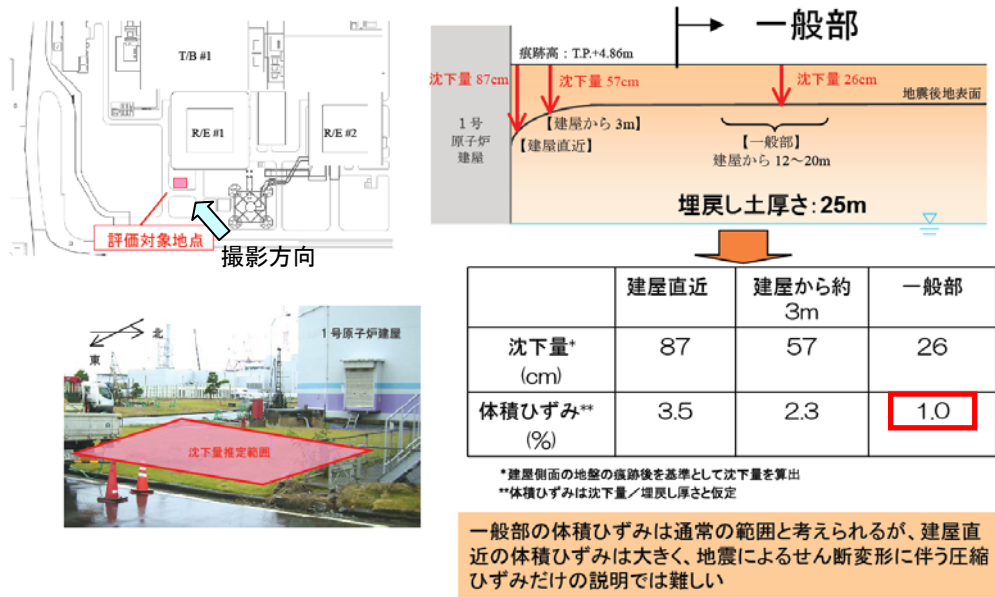 T/B #1
R/E #1
R/E #2
評価対象地点
撮影方向
一般部
痕跡高：T.P.+4.86m
沈下量 87cm
沈下量 57cm
沈下量 26cm
地震後地表面
1号
原子炉
建屋
【建屋から 3m】
【建屋直近】
【一般部】
建屋から 12～20m
埋戻し土厚さ：25m
北
東
1号原子炉建屋
沈下量推定範囲
建屋直近
建屋から約
3m
一般部
沈下量*
(cm)
87
57
26
体積ひずみ**
(%)
3.5
2.3
1.0
*建屋側面の地盤の痕跡後を基準として沈下量を算出
**体積ひずみは沈下量／埋戻し厚さと仮定
一般部の体積ひずみは通常の範囲と考えられるが、建屋直
近の体積ひずみは大きく、地震によるせん断変形に伴う圧縮
ひずみだけの説明では難しい